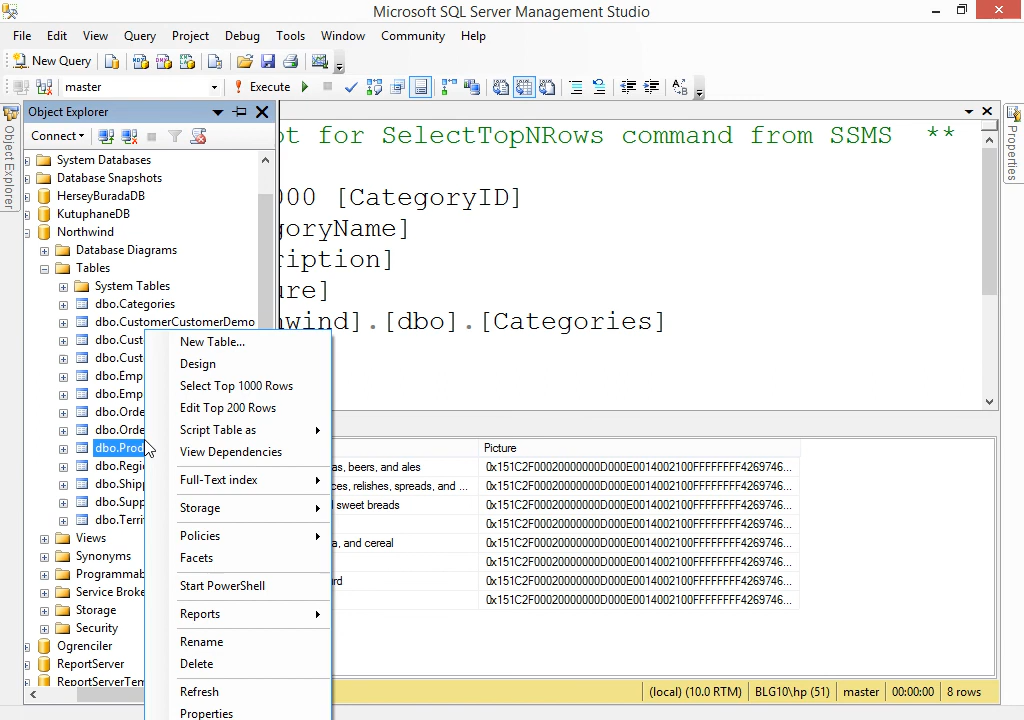 Microsoft SQL Server Management Studio
File Edit View Query Project Debug Tools Window Community Help
New Query
master Execute
Object Explorer
Connect
System Databases
Database Snapshots
HerseyBuradaDB
KutuphaneDB
Northwind
Database Diagrams
Tables
System Tables
dbo.Categories
dbo.CustomerCustomerDemo
dbo.Cust
dbo.Cust
dbo.Emp
dbo.Emp
dbo.Orde
dbo.Orde
dbo.Prod
dbo.Regi
dbo.Ship
dbo.Supp
dbo.Terri
Views
Synonyms
Programmab
Service Broke
Storage
Security
Ogrenciler
ReportServer
ReportServerTem
New Table...
Design
Select Top 1000 Rows
Edit Top 200 Rows
Script Table as
View Dependencies
Full-Text index
Storage
Policies
Facets
Start PowerShell
Reports
Rename
Delete
Refresh
Properties
pt for SelectTopNRows command from SSMS **
000 [CategoryID]
goryName]
ription]
ure]
nwind].[dbo].[Categories]
Picture
as, beers, and ales 0x151C2F00020000000D000E0014002100FFFFFFFF4269746...
ces, relishes, spreads, and ... 0x151C2F00020000000D000E0014002100FFFFFFFF4269746...
sweet breads 0x151C2F00020000000D000E0014002100FFFFFFFF4269746...
0x151C2F00020000000D000E0014002100FFFFFFFF4269746...
a, and cereal 0x151C2F00020000000D000E0014002100FFFFFFFF4269746...
0x151C2F00020000000D000E0014002100FFFFFFFF4269746...
rd 0x151C2F00020000000D000E0014002100FFFFFFFF4269746...
0x151C2F00020000000D000E0014002100FFFFFFFF4269746...
(local) (10.0 RTM) BLG10\hp (51) master 00:00:00 8 rows
Object Explorer
Properties